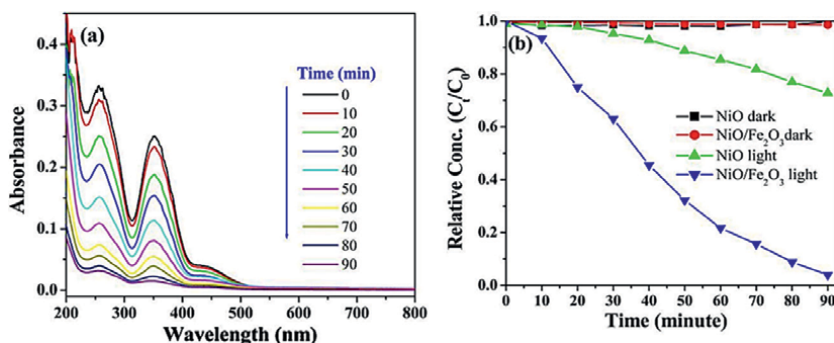 (a)
Time (min)
0
10
20
30
40
50
60
70
80
90
0.4
0.3
0.2
0.1
0.0
Absorbance
200 300 400 500 600 700 800
Wavelength (nm)
(b)
1.0
0.8
0.6
0.4
0.2
0.0
Relative Conc. (Cₜ/C₀)
NiO dark
NiO/Fe₂O₃dark
NiO light
NiO/Fe₂O₃ light
0 10 20 30 40 50 60 70 80 90
Time (minute)